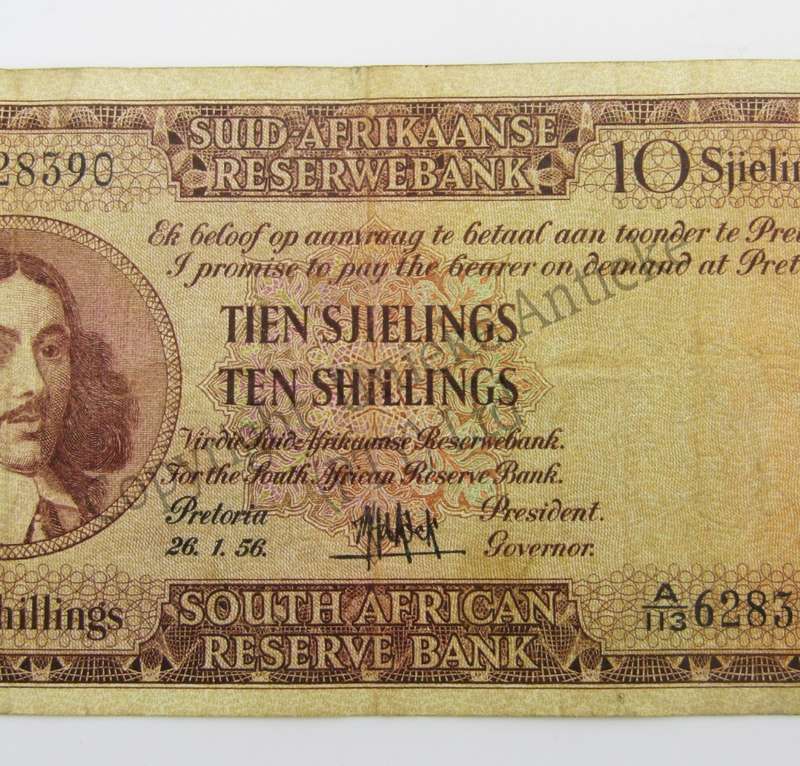 SUID-AFRIKAANSE
RESERWEBANK
28390
10 Sjielin
Ek beloof op aanvraag te betaal aan toonder te Pret
I promise to pay the bearer on demand at Pret
TIEN SJIELINGS
TEN SHILLINGS
Vir die Suid-Afrikaanse Reserwebank.
For the South African Reserve Bank.
Pretoria
President.
26. 1. 56.
Governor.
hillings
SOUTH AFRICAN
RESERVE BANK
A/113 6283